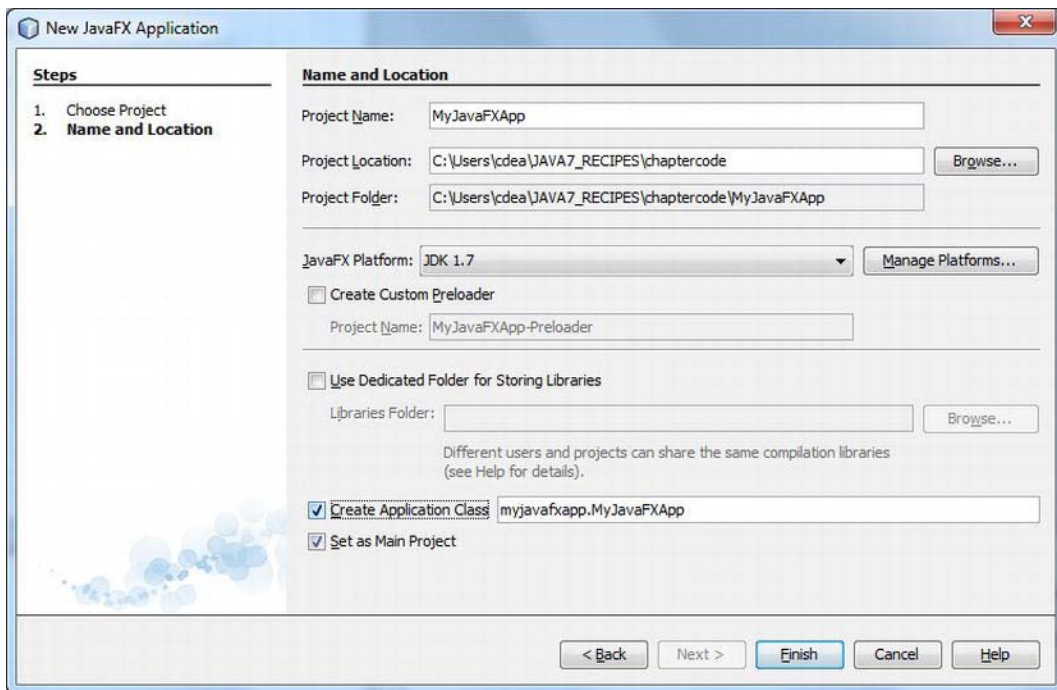 New JavaFX Application
Steps
1. Choose Project
2. Name and Location
Name and Location
Project Name: MyJavaFXApp
Project Location: C:\Users\cdea\JAVA7_RECIPES\chaptercode Browse...
Project Folder: C:\Users\cdea\JAVA7_RECIPES\chaptercode\MyJavaFXApp
JavaFX Platform: JDK 1.7 Manage Platforms...
Create Custom Preloader
Project Name: MyJavaFXApp-Preloader
Use Dedicated Folder for Storing Libraries
Libraries Folder: Browse...
Different users and projects can share the same compilation libraries
(see Help for details).
Create Application Class myjavafxapp.MyJavaFXApp
Set as Main Project
< Back Next > Finish Cancel Help